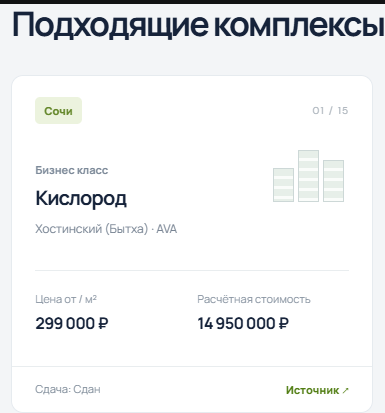 Подходящие комплексы
Сочи
01 / 15
Бизнес класс
Кислород
Хостинский (Бытха) · AVA
Цена от / м²
Расчётная стоимость
299 000 ₽
14 950 000 ₽
Сдача: Сдан
Источник ↗